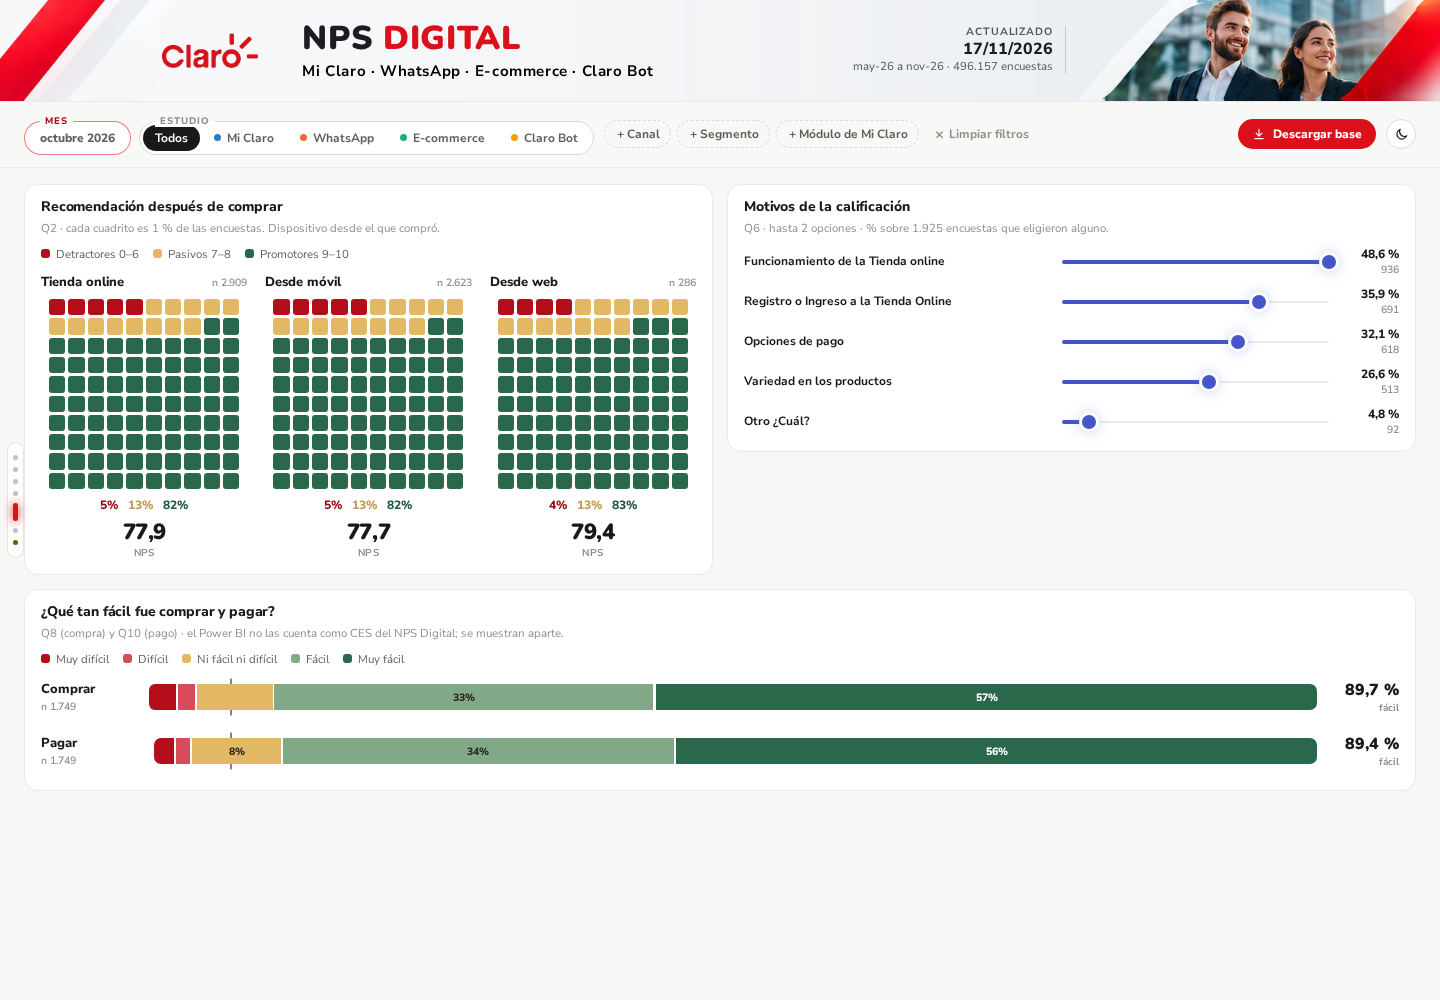 Claro
NPS DIGITAL
Mi Claro · WhatsApp · E-commerce · Claro Bot
ACTUALIZADO
17/11/2026
may-26 a nov-26 · 496.157 encuestas
MES
octubre 2026
ESTUDIO
Todos
Mi Claro
WhatsApp
E-commerce
Claro Bot
+ Canal
+ Segmento
+ Módulo de Mi Claro
× Limpiar filtros
Descargar base
Recomendación después de comprar
Q2 · cada cuadrito es 1 % de las encuestas. Dispositivo desde el que compró.
Detractores 0–6
Pasivos 7–8
Promotores 9–10
Tienda online
n 2.909
5% 13% 82%
77,9
NPS
Desde móvil
n 2.623
5% 13% 82%
77,7
NPS
Desde web
n 286
4% 13% 83%
79,4
NPS
Motivos de la calificación
Q6 · hasta 2 opciones · % sobre 1.925 encuestas que eligieron alguno.
Funcionamiento de la Tienda online
48,6 %
936
Registro o Ingreso a la Tienda Online
35,9 %
691
Opciones de pago
32,1 %
618
Variedad en los productos
26,6 %
513
Otro ¿Cuál?
4,8 %
92
¿Qué tan fácil fue comprar y pagar?
Q8 (compra) y Q10 (pago) · el Power BI no las cuenta como CES del NPS Digital; se muestran aparte.
Muy difícil
Difícil
Ni fácil ni difícil
Fácil
Muy fácil
Comprar
n 1.749
33%
57%
89,7 %
fácil
Pagar
n 1.749
8%
34%
56%
89,4 %
fácil